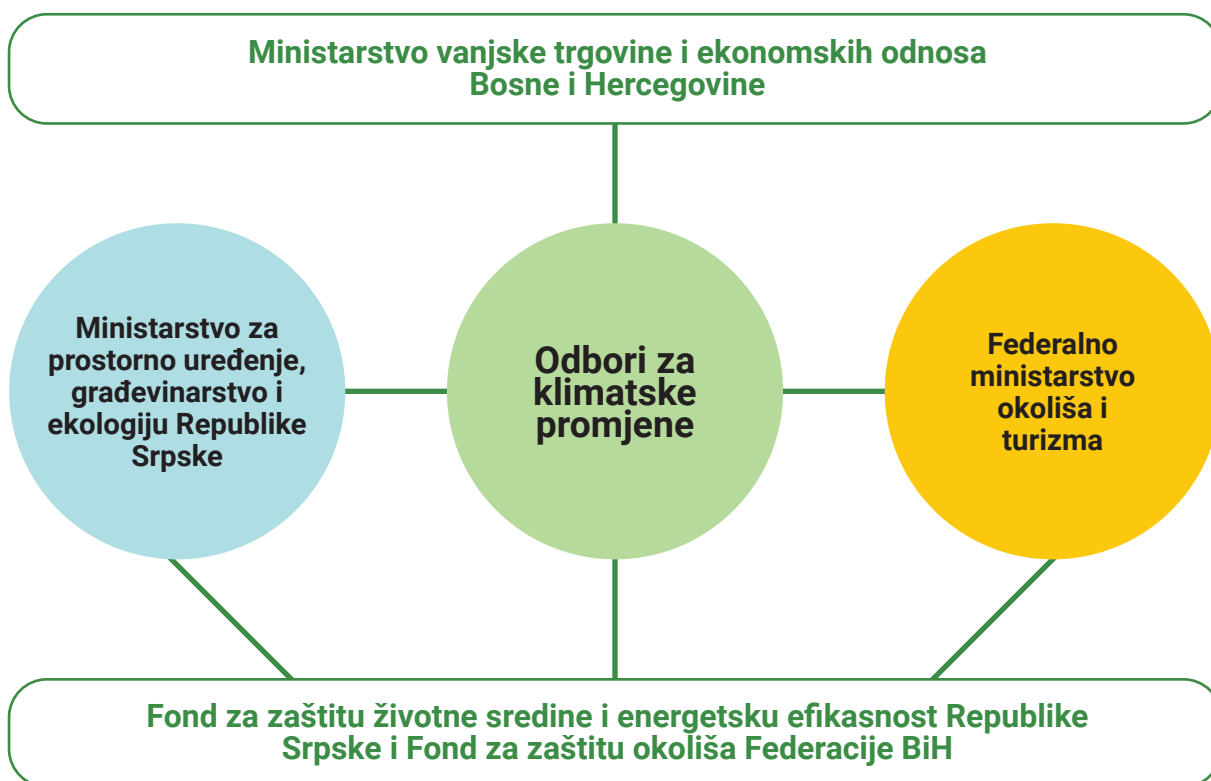 Ministarstvo vanjske trgovine i ekonomskih odnosa
Bosne i Hercegovine
Ministarstvo za
prostorno uređenje,
građevinarstvo i
ekologiju Republike
Srpske
Odbori za
klimatske
promjene
Federalno
ministarstvo
okoliša i
turizma
Fond za zaštitu životne sredine i energetsku efikasnost Republike
Srpske i Fond za zaštitu okoliša Federacije BiH